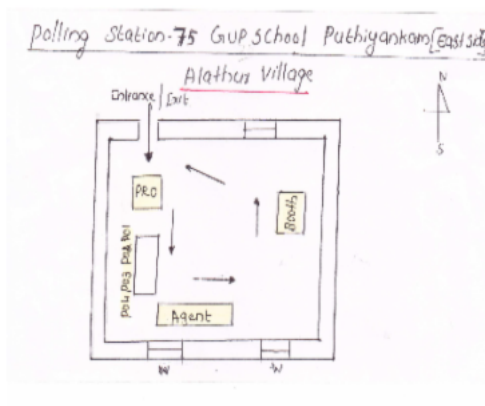 Polling Station-75 GUP School Puthiyankam [East side]
Alathur Village
Entrance / Exit
N
S
PRO
Booth
PO4 PO3 PO2 PO1
Agent
W
W